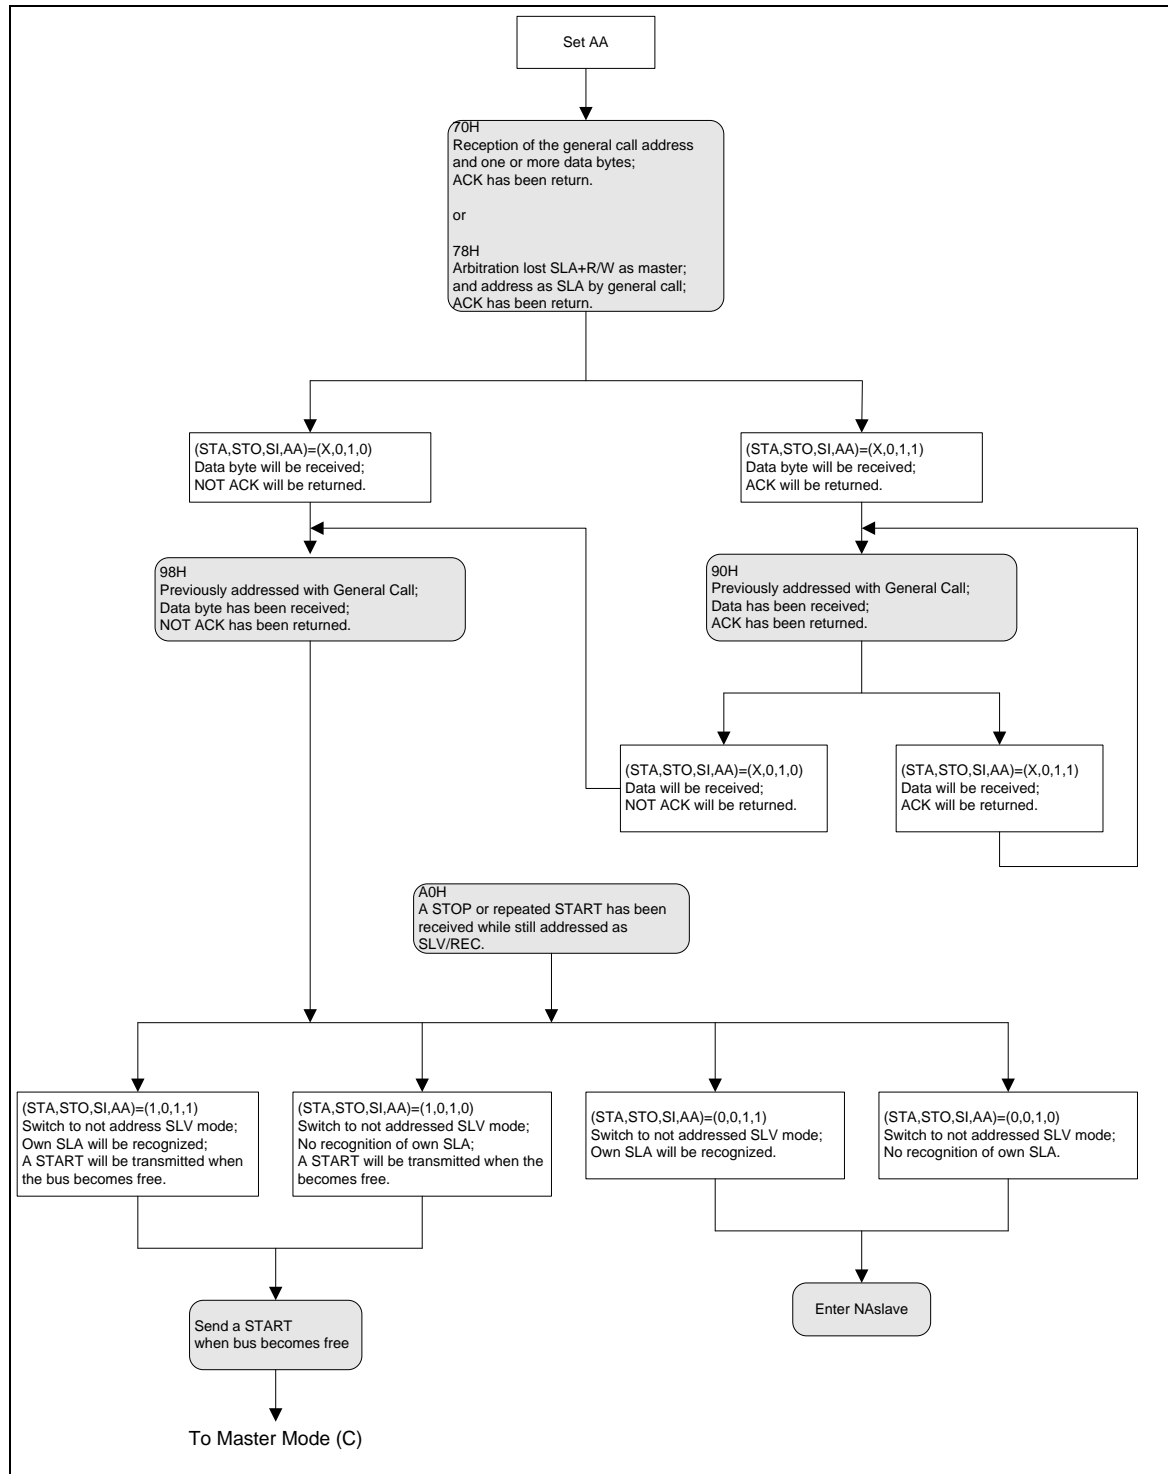 Set AA
70H
Reception of the general call address
and one or more data bytes;
ACK has been return.
or
78H
Arbitration lost SLA+R/W as master;
and address as SLA by general call;
ACK has been return.
(STA,STO,SI,AA)=(X,0,1,0)
Data byte will be received;
NOT ACK will be returned.
(STA,STO,SI,AA)=(X,0,1,1)
Data byte will be received;
ACK will be returned.
98H
Previously addressed with General Call;
Data byte has been received;
NOT ACK has been returned.
90H
Previously addressed with General Call;
Data has been received;
ACK has been returned.
(STA,STO,SI,AA)=(X,0,1,0)
Data will be received;
NOT ACK will be returned.
(STA,STO,SI,AA)=(X,0,1,1)
Data will be received;
ACK will be returned.
A0H
A STOP or repeated START has been
received while still addressed as
SLV/REC.
(STA,STO,SI,AA)=(1,0,1,1)
Switch to not address SLV mode;
Own SLA will be recognized;
A START will be transmitted when
the bus becomes free.
(STA,STO,SI,AA)=(1,0,1,0)
Switch to not addressed SLV mode;
No recognition of own SLA;
A START will be transmitted when the
becomes free.
(STA,STO,SI,AA)=(0,0,1,1)
Switch to not addressed SLV mode;
Own SLA will be recognized.
(STA,STO,SI,AA)=(0,0,1,0)
Switch to not addressed SLV mode;
No recognition of own SLA.
Send a START
when bus becomes free
Enter NAslave
To Master Mode (C)